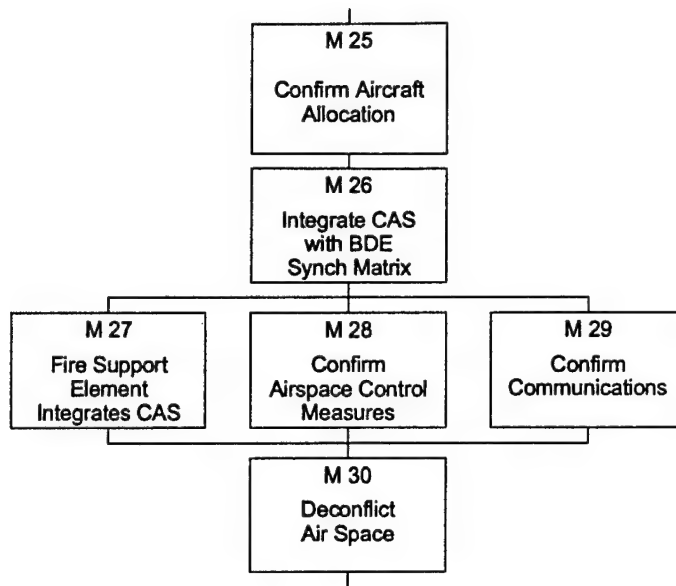 M 25
Confirm Aircraft
Allocation
M 26
Integrate CAS
with BDE
Synch Matrix
M 27
Fire Support
Element
Integrates CAS
M 28
Confirm
Airspace Control
Measures
M 29
Confirm
Communications
M 30
Deconflict
Air Space